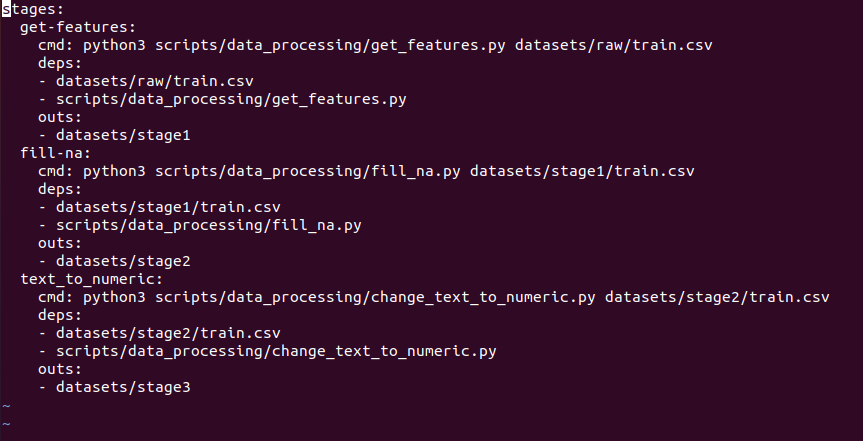 stages:
  get-features:
    cmd: python3 scripts/data_processing/get_features.py datasets/raw/train.csv
    deps:
    - datasets/raw/train.csv
    - scripts/data_processing/get_features.py
    outs:
    - datasets/stage1
  fill-na:
    cmd: python3 scripts/data_processing/fill_na.py datasets/stage1/train.csv
    deps:
    - datasets/stage1/train.csv
    - scripts/data_processing/fill_na.py
    outs:
    - datasets/stage2
  text_to_numeric:
    cmd: python3 scripts/data_processing/change_text_to_numeric.py datasets/stage2/train.csv
    deps:
    - datasets/stage2/train.csv
    - scripts/data_processing/change_text_to_numeric.py
    outs:
    - datasets/stage3
~
~